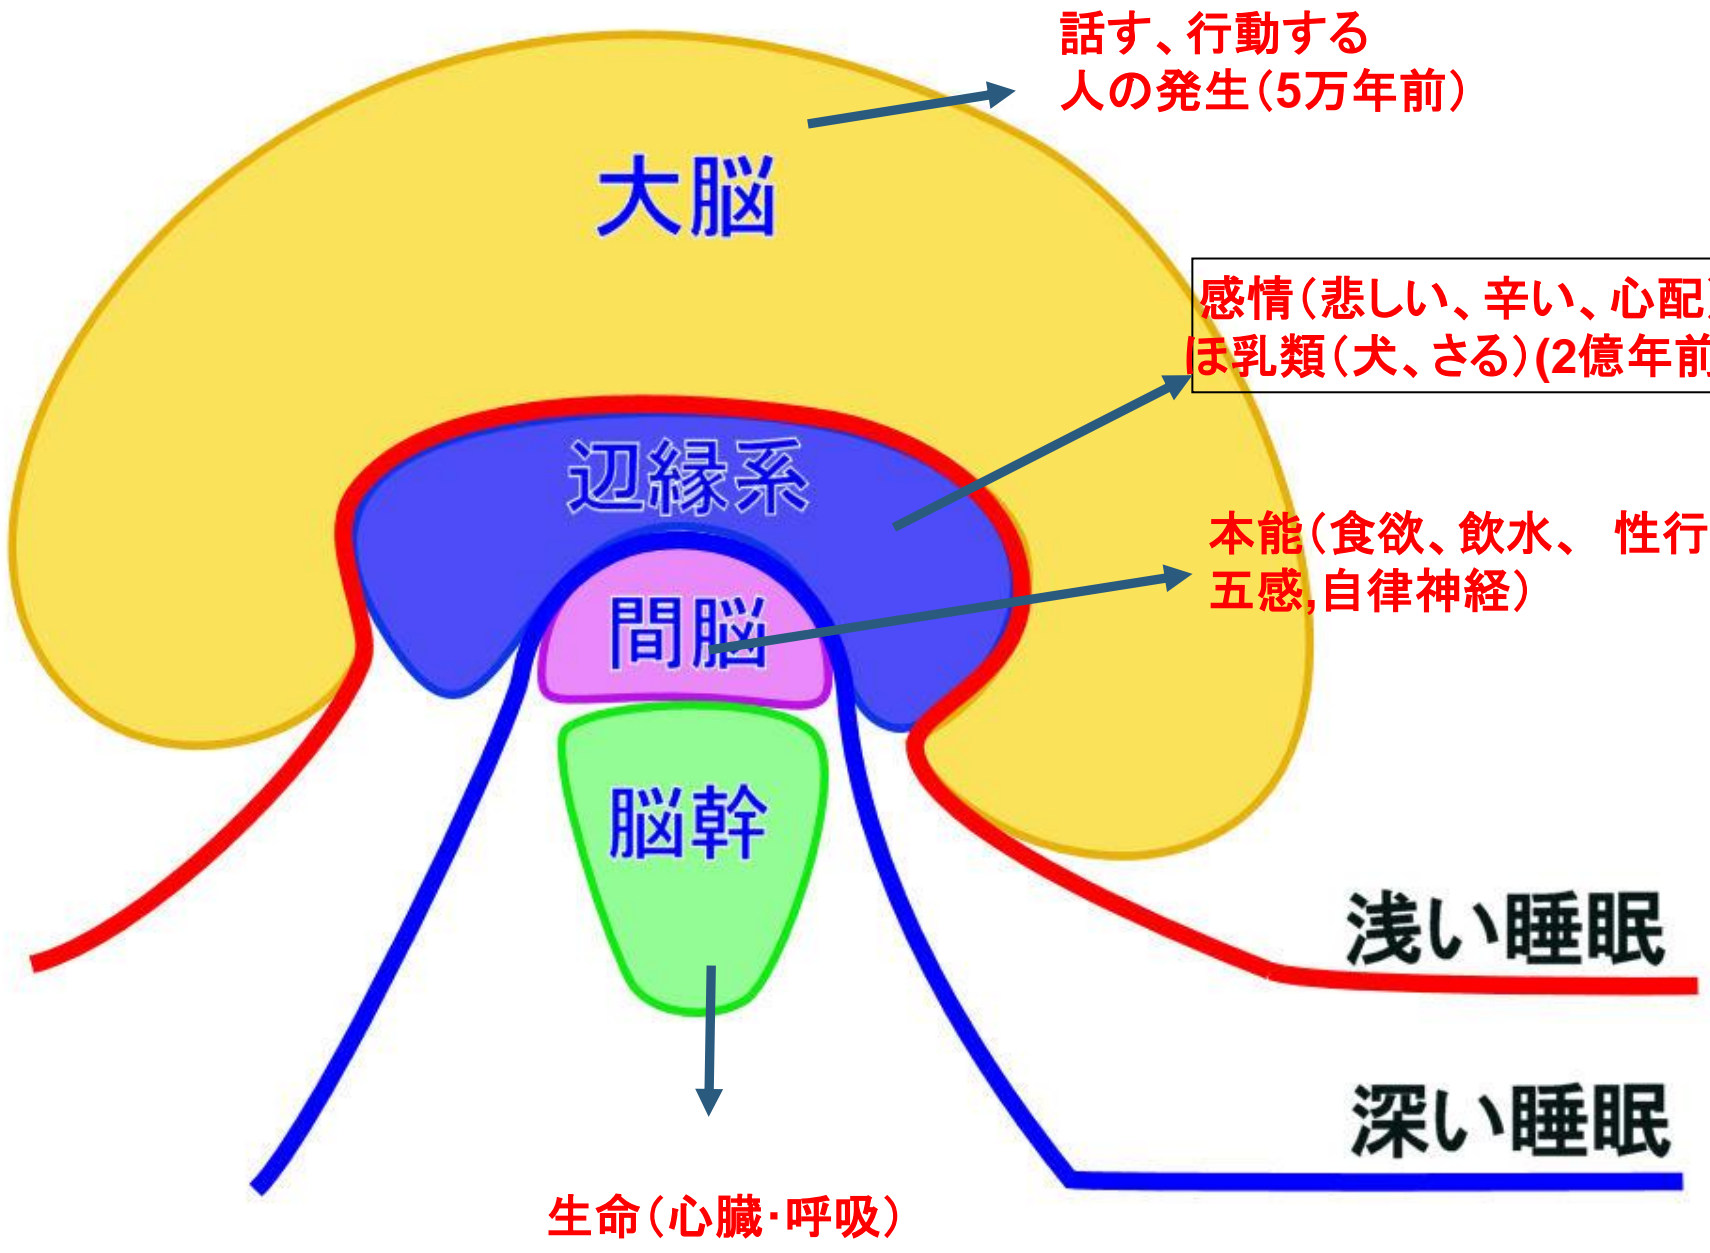 話す、行動する
人の発生（5万年前）
大脳
感情（悲しい、辛い、心配）
ほ乳類（犬、さる）(2億年前
辺縁系
本能（食欲、飲水、 性行
五感,自律神経）
間脳
脳幹
浅い睡眠
深い睡眠
生命（心臓･呼吸）